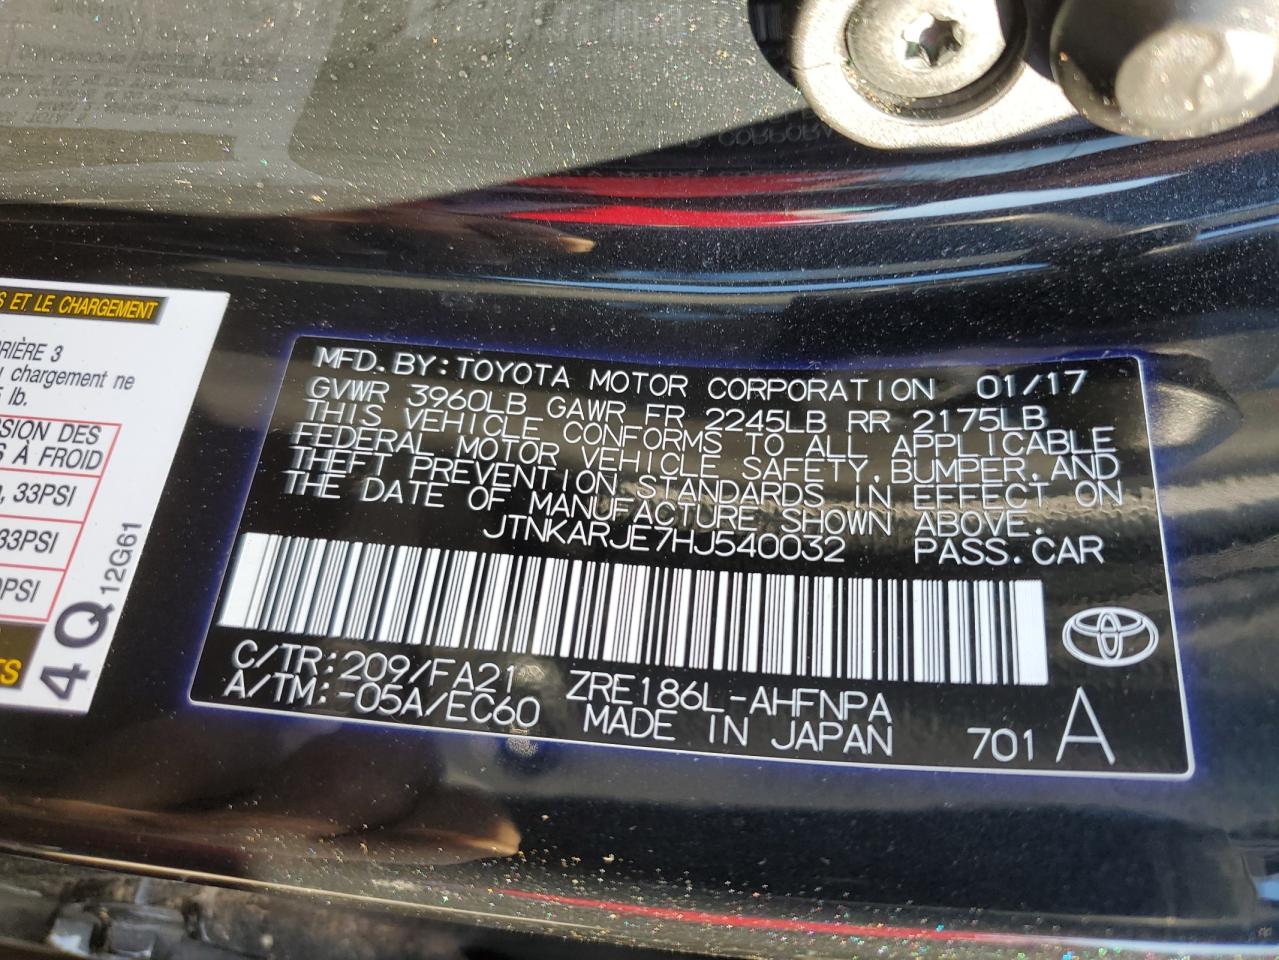 S ET LE CHARGEMENT
RIÈRE 3
chargement ne
lb.
SION DES
S À FROID
, 33PSI
33PSI
0PSI
TS
4Q
12G61
MFD. BY: TOYOTA MOTOR CORPORATION 01/17
GVWR 3960LB GAWR FR 2245LB RR 2175LB
THIS VEHICLE CONFORMS TO ALL APPLICABLE
FEDERAL MOTOR VEHICLE SAFETY, BUMPER, AND
THEFT PREVENTION STANDARDS IN EFFECT ON
THE DATE OF MANUFACTURE SHOWN ABOVE.
JTNKARJE7HJ540032 PASS. CAR
C/TR: 209/FA21 ZRE186L-AHFNPA
A/TM: -05A/EC60 MADE IN JAPAN 701 A